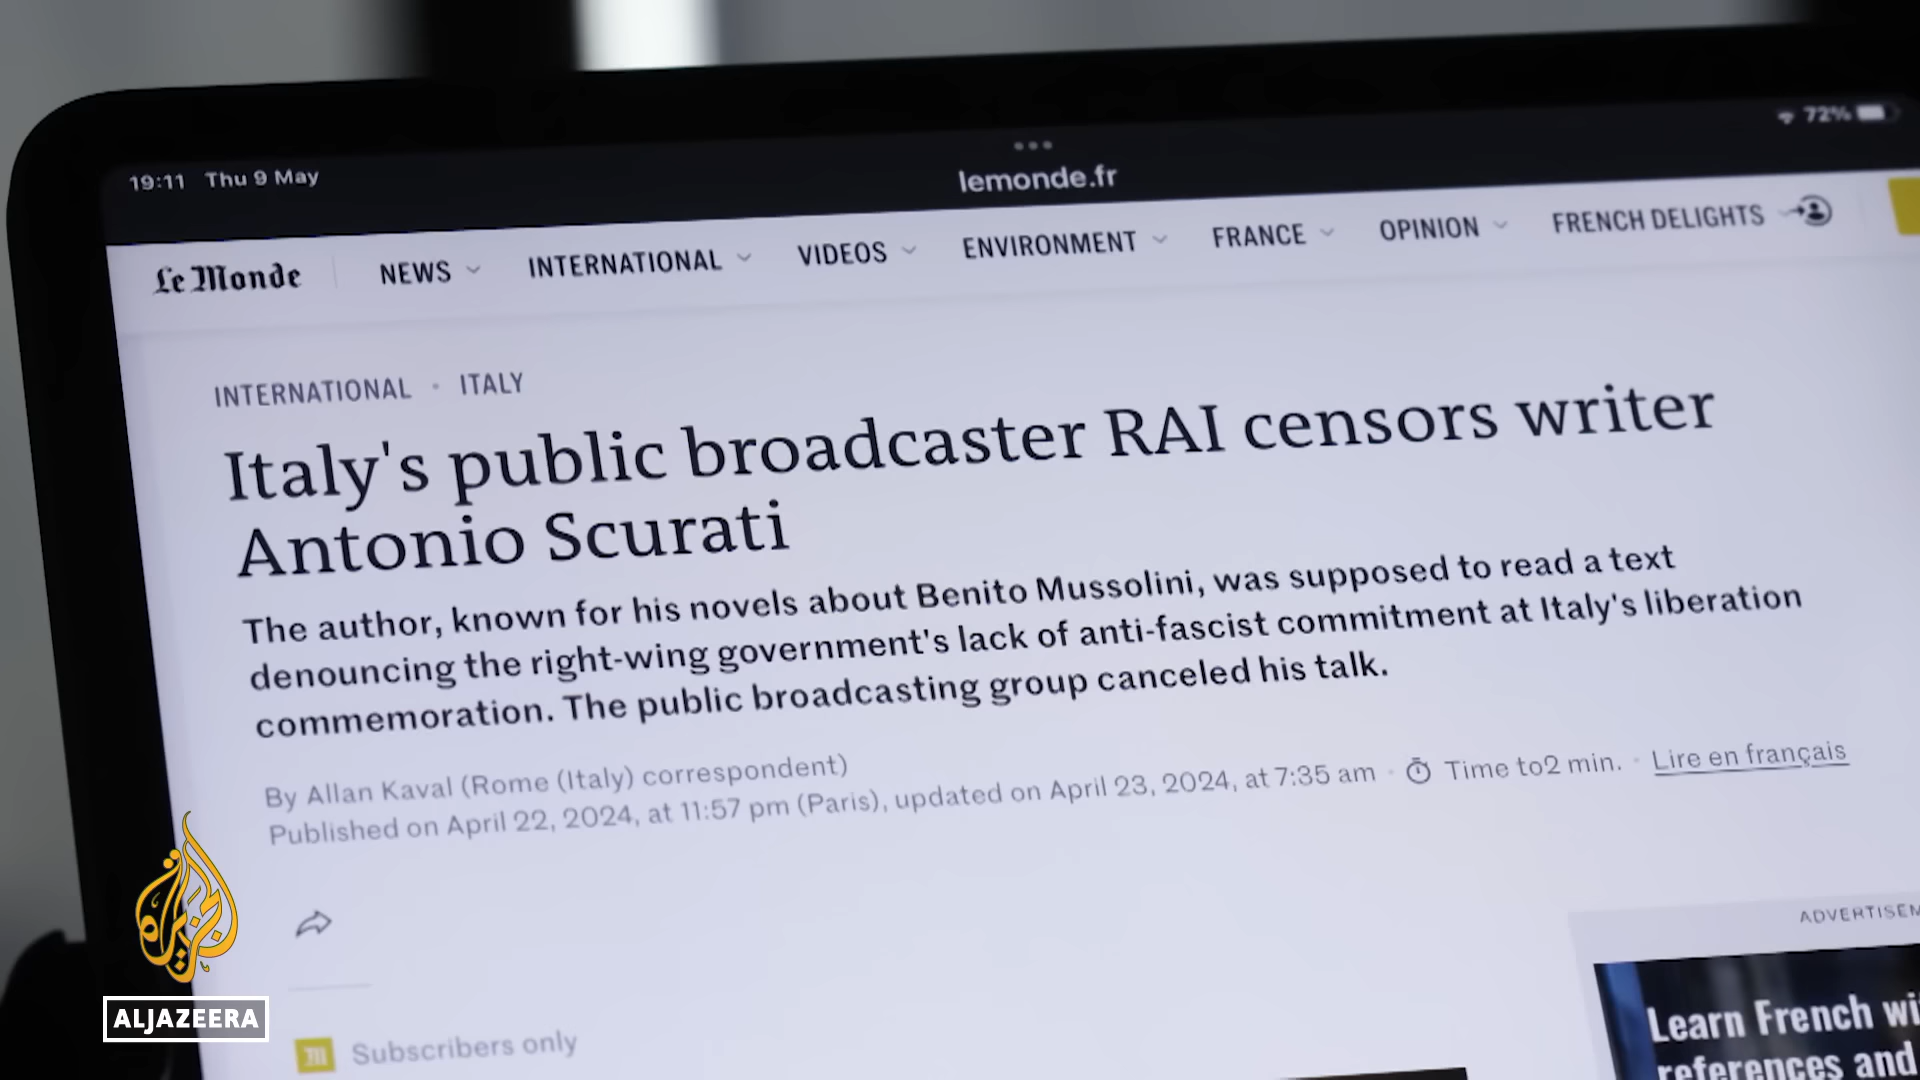 72%
19:11 Thu 9 May
lemonde.fr
Le Monde NEWS INTERNATIONAL VIDEOS ENVIRONMENT FRANCE OPINION FRENCH DELIGHTS
INTERNATIONAL • ITALY
Italy's public broadcaster RAI censors writer
Antonio Scurati
The author, known for his novels about Benito Mussolini, was supposed to read a text
denouncing the right-wing government's lack of anti-fascist commitment at Italy's liberation
commemoration. The public broadcasting group canceled his talk.
By Allan Kaval (Rome (Italy) correspondent)
Published on April 22, 2024, at 11:57 pm (Paris), updated on April 23, 2024, at 7:35 am • Time to2 min. • Lire en français
ADVERTISEM
الجزيرة
ALJAZEERA
Subscribers only
Learn French wi
references and